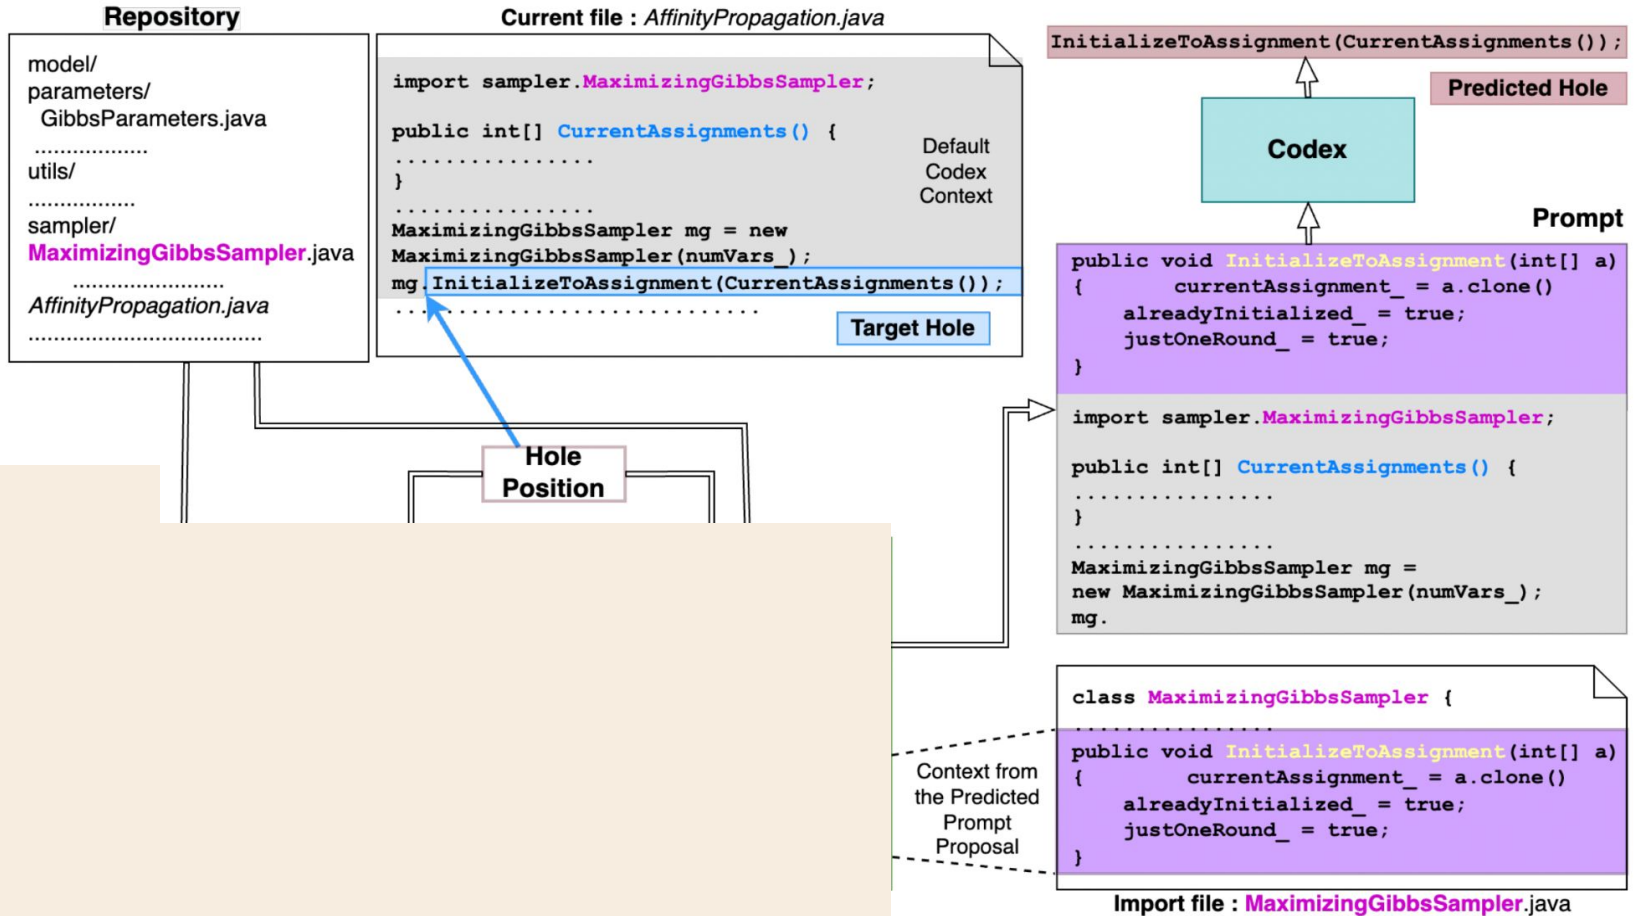 Repository
model/
parameters/
GibbsParameters.java
..................
utils/
.................
sampler/
MaximizingGibbsSampler.java
........................
AffinityPropagation.java
.....................................
Current file : AffinityPropagation.java
import sampler.MaximizingGibbsSampler;
public int[] CurrentAssignments() {
................
}
................
MaximizingGibbsSampler mg = new
MaximizingGibbsSampler(numVars_);
mg.InitializeToAssignment(CurrentAssignments());
..............................
Default
Codex
Context
Target Hole
Hole
Position
InitializeToAssignment(CurrentAssignments());
Predicted Hole
Codex
Prompt
public void InitializeToAssignment(int[] a)
{ currentAssignment_ = a.clone()
alreadyInitialized_ = true;
justOneRound_ = true;
}
import sampler.MaximizingGibbsSampler;
public int[] CurrentAssignments() {
................
}
................
MaximizingGibbsSampler mg =
new MaximizingGibbsSampler(numVars_);
mg.
class MaximizingGibbsSampler {
................
public void InitializeToAssignment(int[] a)
{ currentAssignment_ = a.clone()
alreadyInitialized_ = true;
justOneRound_ = true;
}
Context from
the Predicted
Prompt
Proposal
Import file : MaximizingGibbsSampler.java